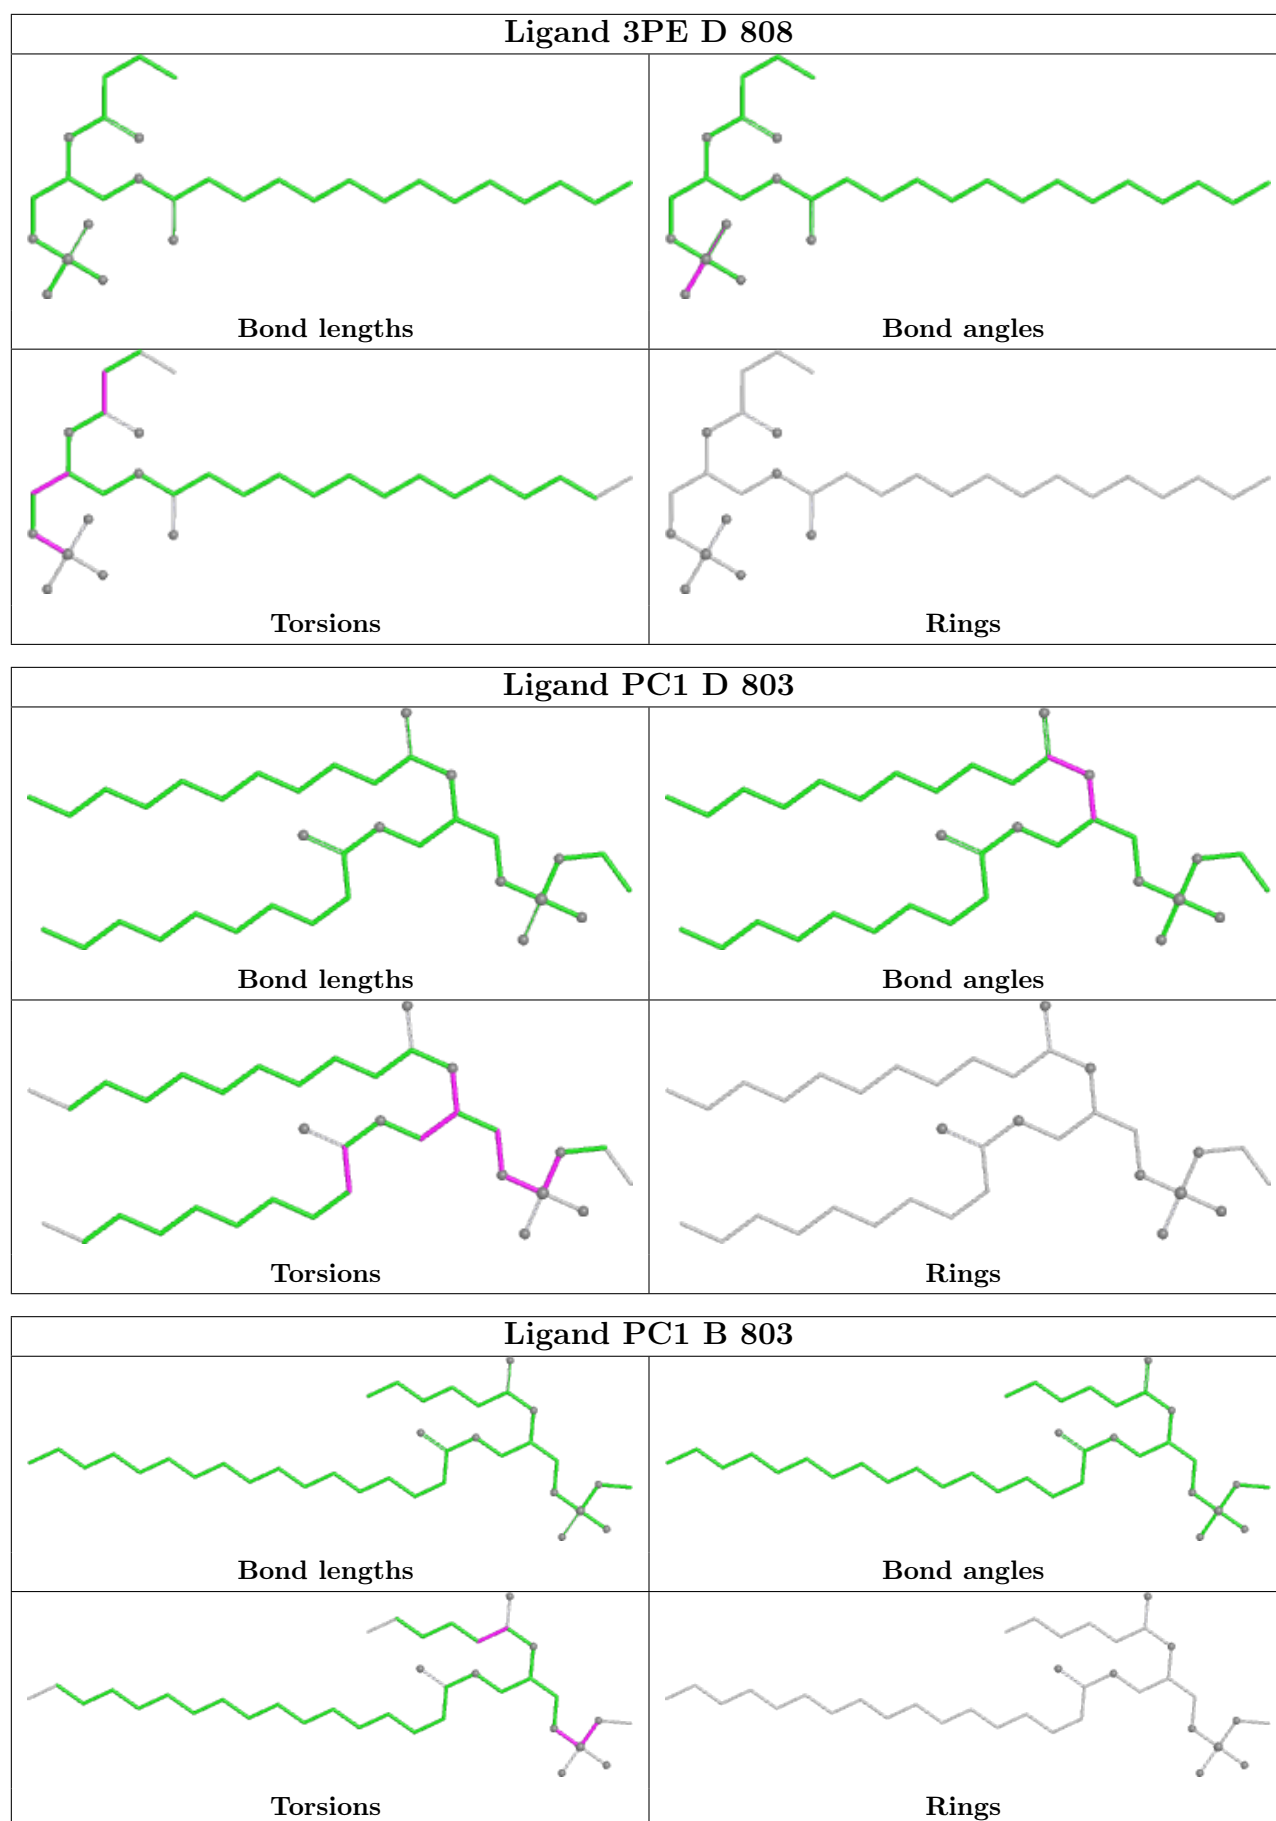 Ligand 3PE D 808
Bond lengths
Bond angles
Torsions
Rings
Ligand PC1 D 803
Bond lengths
Bond angles
Torsions
Rings
Ligand PC1 B 803
Bond lengths
Bond angles
Torsions
Rings